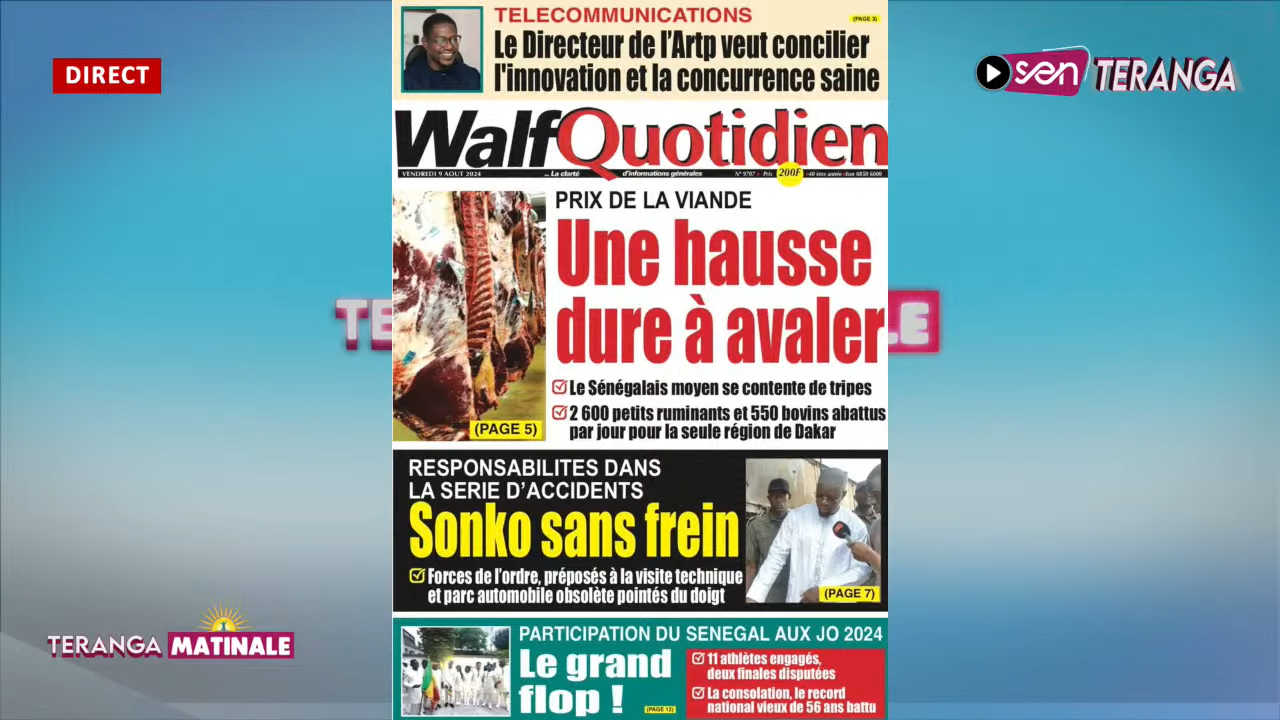 DIRECT
sen TERANGA
TELECOMMUNICATIONS
(PAGE 3)
Le Directeur de l'Artp veut concilier
l'innovation et la concurrence saine
WalfQuotidien
VENDREDI 9 AOUT 2024
... La clarté d'informations générales
N° 9707 • Prix 200F
PRIX DE LA VIANDE
Une hausse
dure à avaler
Le Sénégalais moyen se contente de tripes
2 600 petits ruminants et 550 bovins abattus
par jour pour la seule région de Dakar
(PAGE 5)
TE
LE
RESPONSABILITES DANS
LA SERIE D'ACCIDENTS
Sonko sans frein
Forces de l'ordre, préposés à la visite technique
et parc automobile obsolète pointés du doigt
(PAGE 7)
PARTICIPATION DU SENEGAL AUX JO 2024
Le grand
flop !
(PAGE 12)
11 athlètes engagés,
deux finales disputées
La consolation, le record
national vieux de 56 ans battu
TERANGA MATINALE